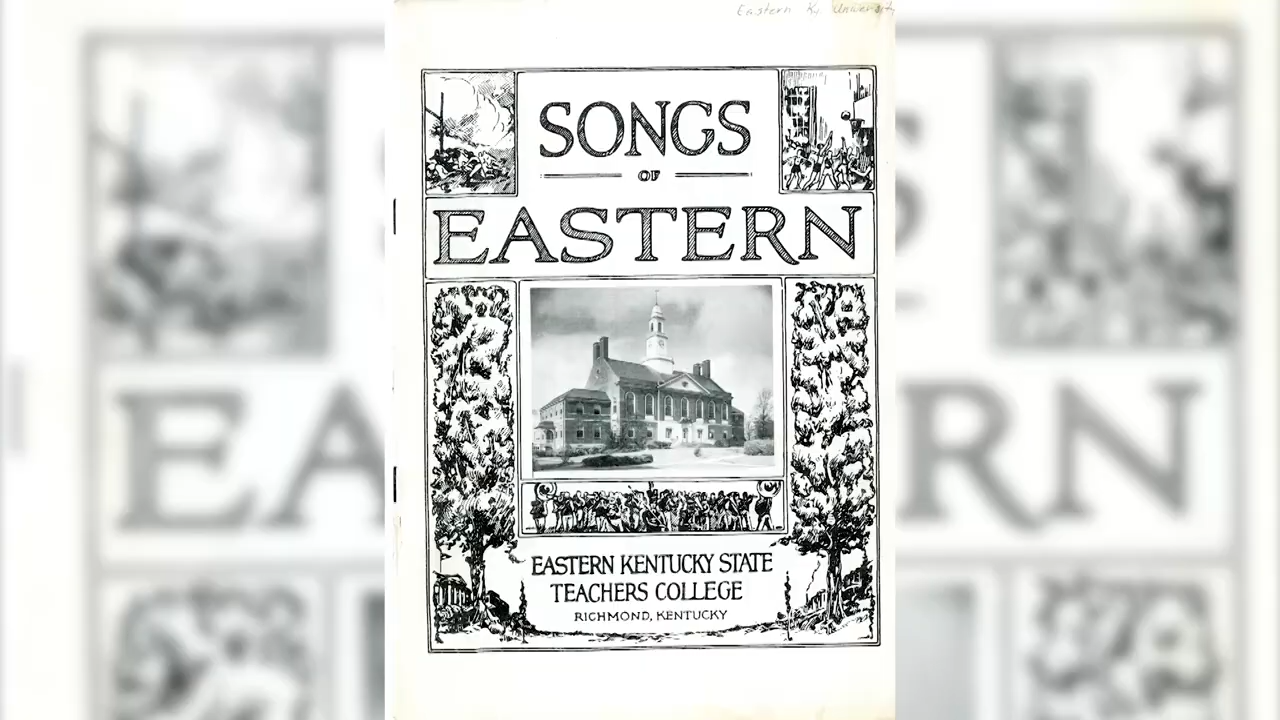 Eastern Ky. University
SONGS
OF
EASTERN
EASTERN KENTUCKY STATE
TEACHERS COLLEGE
RICHMOND, KENTUCKY